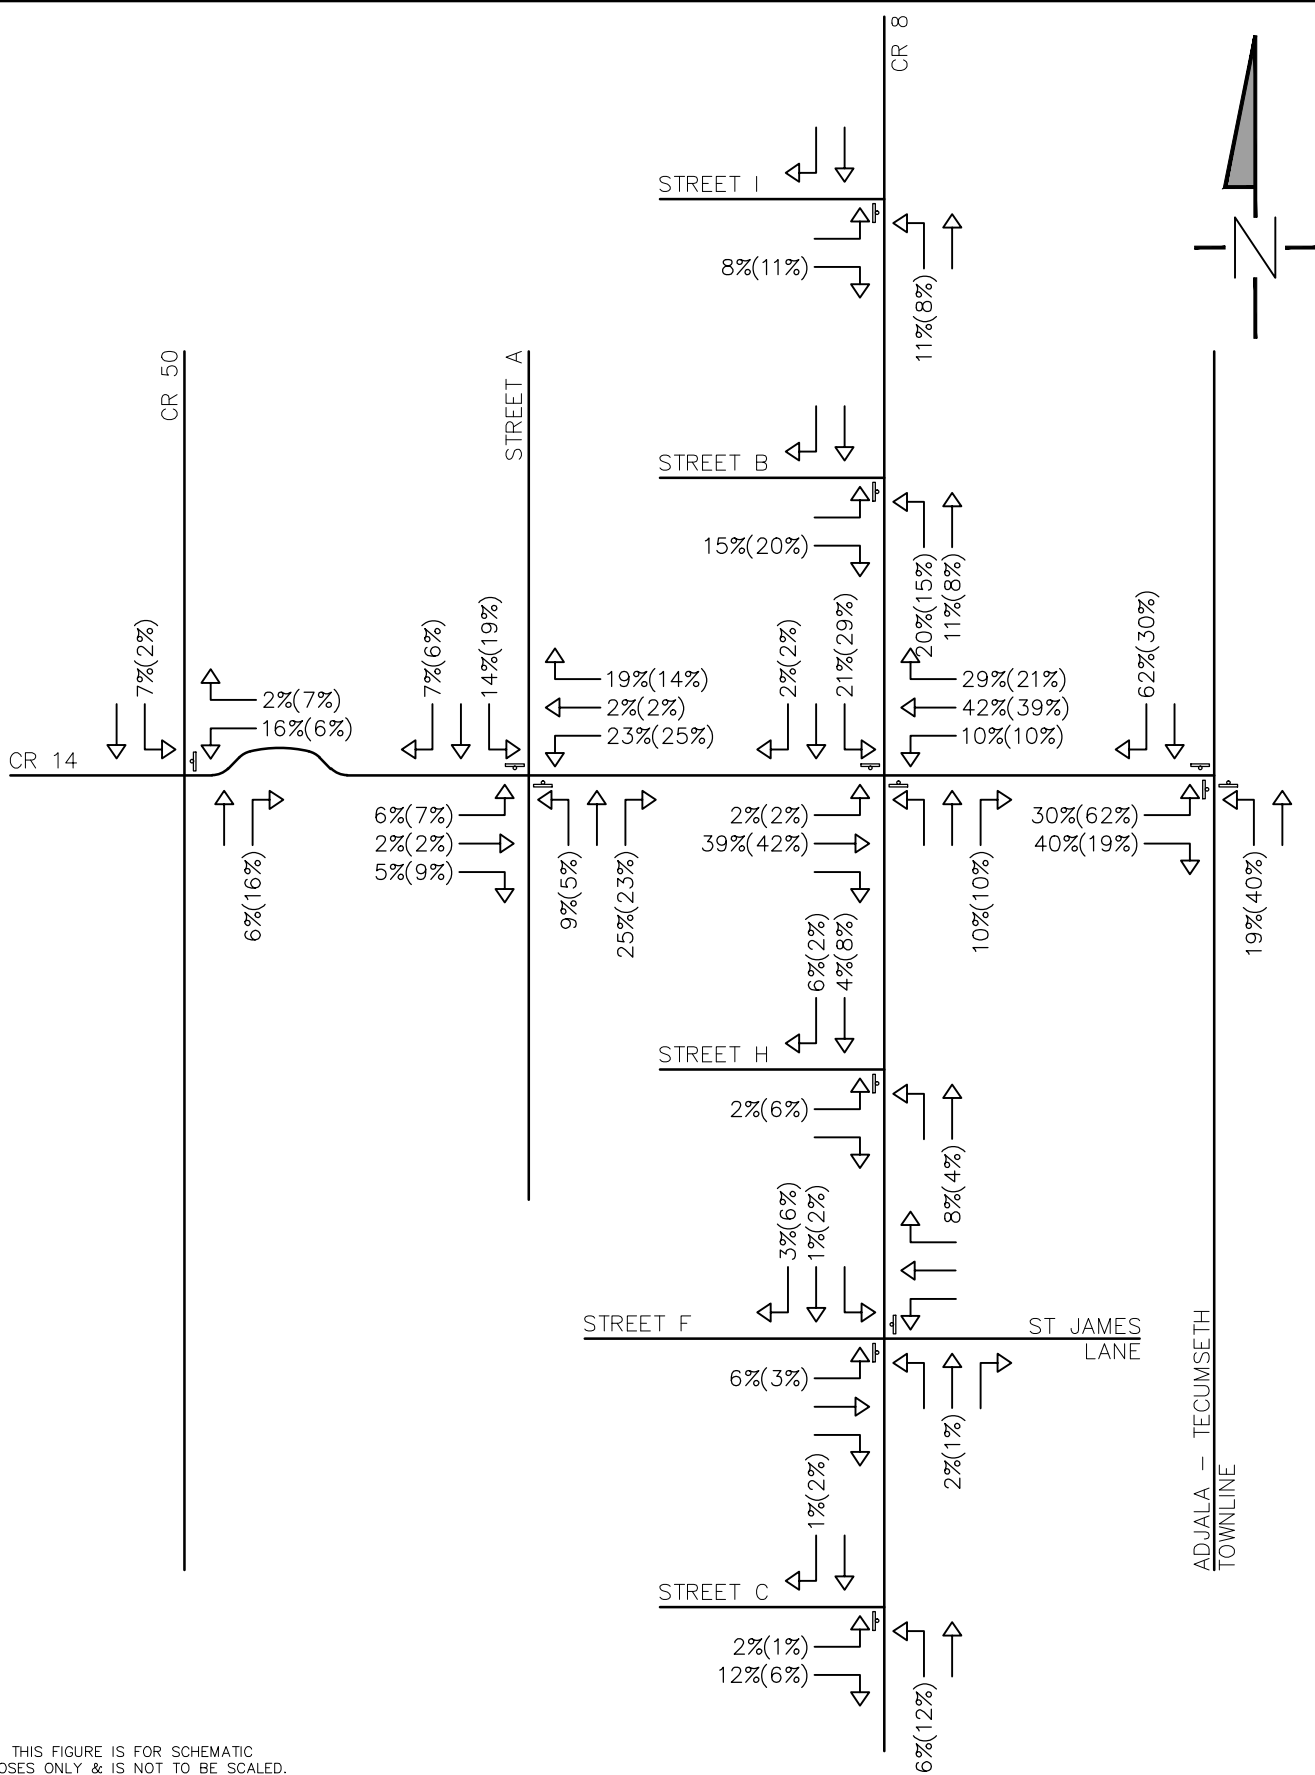 CR 8
STREET I
8%(11%)
11%(8%)
N
CR 50
STREET A
STREET B
15%(20%)
20%(15%)
11%(8%)
7%(2%)
2%(7%)
16%(6%)
7%(6%)
14%(19%)
19%(14%)
2%(2%)
23%(25%)
2%(2%)
21%(29%)
29%(21%)
42%(39%)
10%(10%)
62%(30%)
CR 14
6%(16%)
6%(7%)
2%(2%)
5%(9%)
9%(5%)
25%(23%)
2%(2%)
39%(42%)
10%(10%)
30%(62%)
40%(19%)
19%(40%)
6%(2%)
4%(8%)
STREET H
2%(6%)
8%(4%)
3%(6%)
1%(2%)
STREET F
ST JAMES
LANE
6%(3%)
2%(1%)
ADJALA – TECUMSETH
TOWNLINE
1%(2%)
STREET C
2%(1%)
12%(6%)
6%(12%)
THIS FIGURE IS FOR SCHEMATIC
OSES ONLY & IS NOT TO BE SCALED.